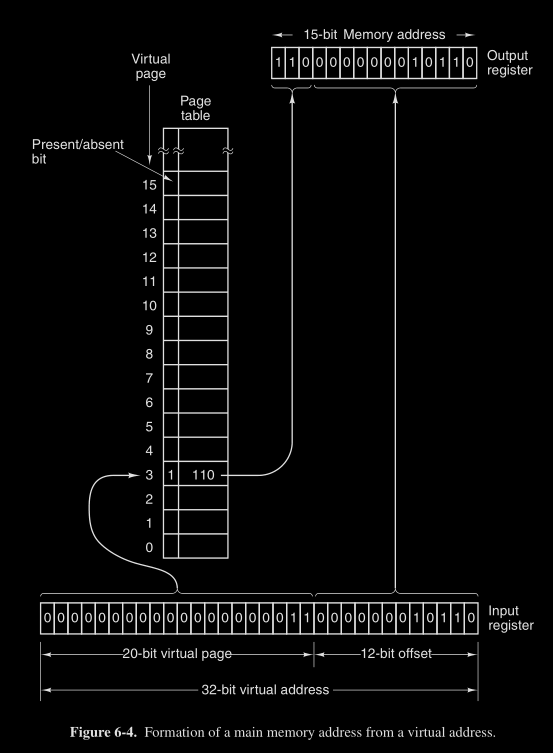 15-bit Memory address
1 1 0 0 0 0 0 0 0 0 1 0 1 1 0
Output
register
Virtual
page
Page
table
Present/absent
bit
15
14
13
12
11
10
9
8
7
6
5
4
3 1 110
2
1
0
0 0 0 0 0 0 0 0 0 0 0 0 0 0 0 0 0 0 1 1 0 0 0 0 0 0 0 1 0 1 1 0
Input
register
20-bit virtual page
12-bit offset
32-bit virtual address
Figure 6-4. Formation of a main memory address from a virtual address.